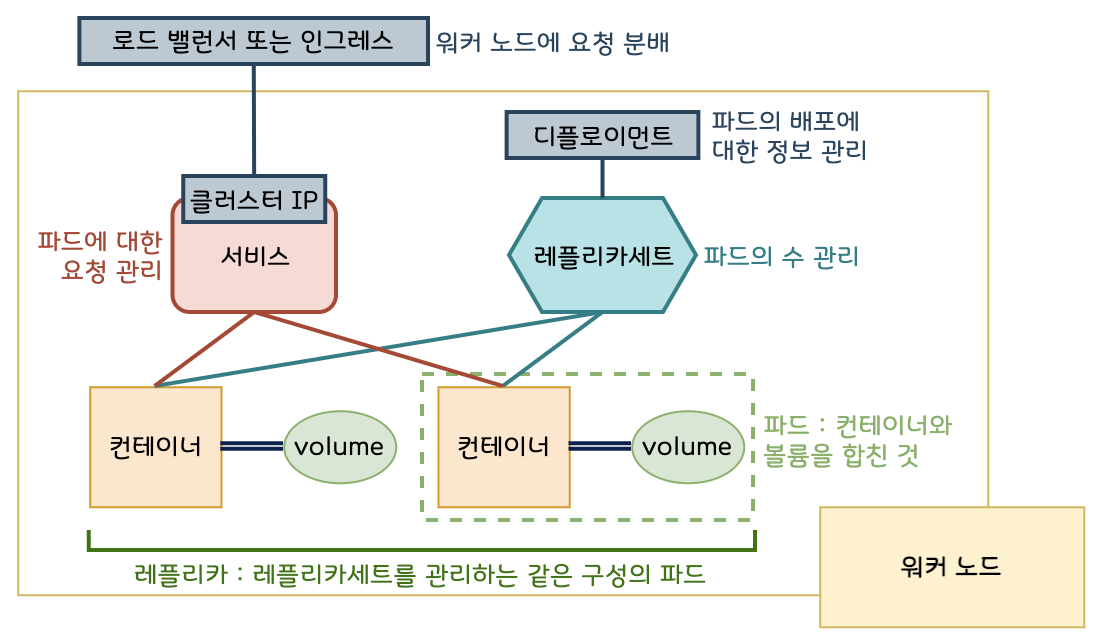 로드 밸런서 또는 인그레스
워커 노드에 요청 분배
디플로이먼트
파드의 배포에
대한 정보 관리
클러스터 IP
서비스
파드에 대한
요청 관리
레플리카세트
파드의 수 관리
컨테이너
volume
컨테이너
volume
파드 : 컨테이너와
볼륨을 합친 것
레플리카 : 레플리카세트를 관리하는 같은 구성의 파드
워커 노드